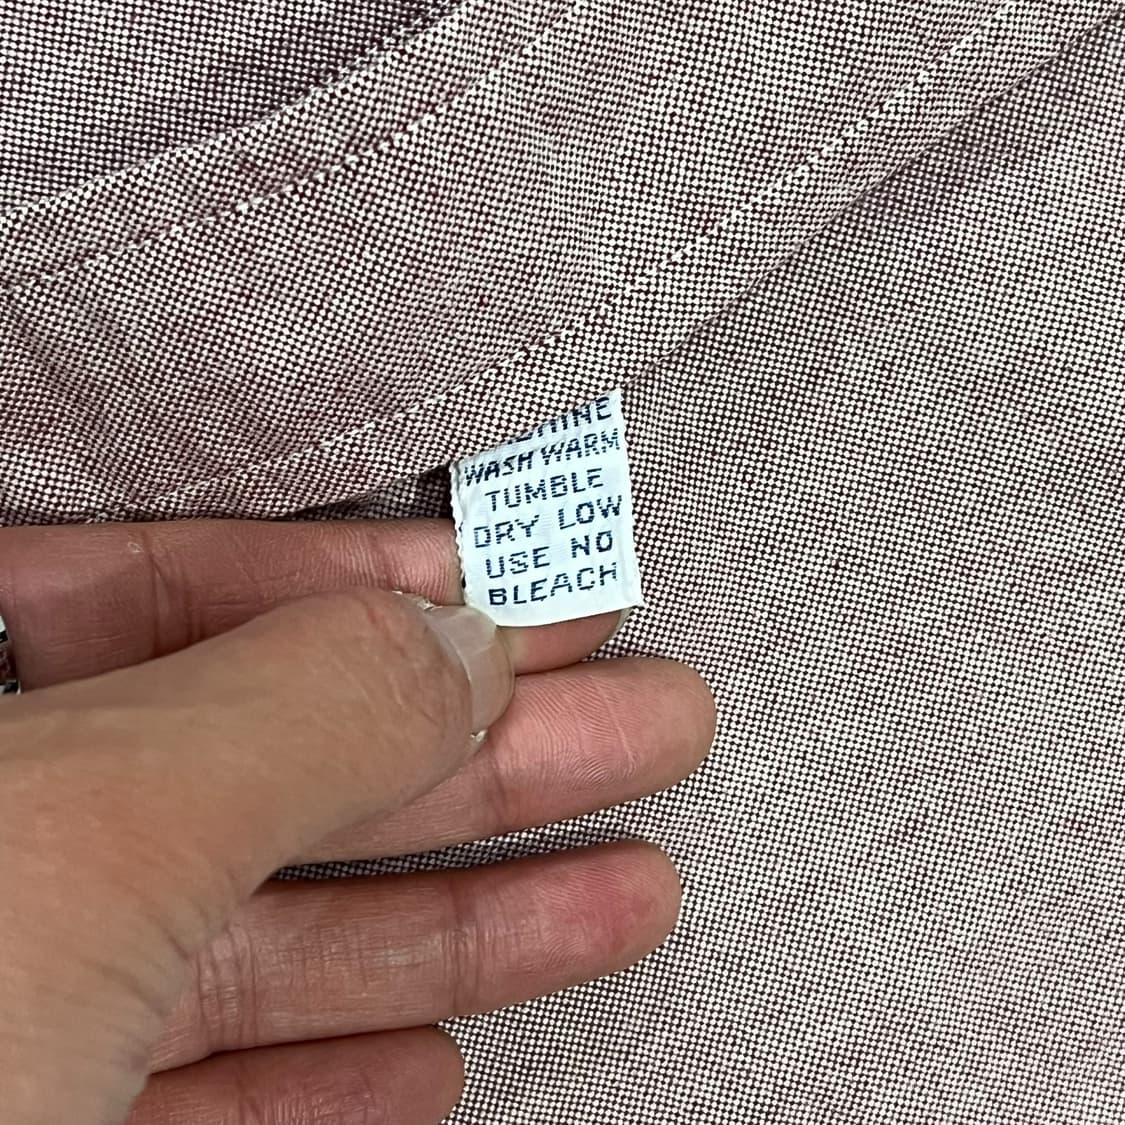 WASH WARM
TUMBLE
DRY LOW
USE NO
BLEACH